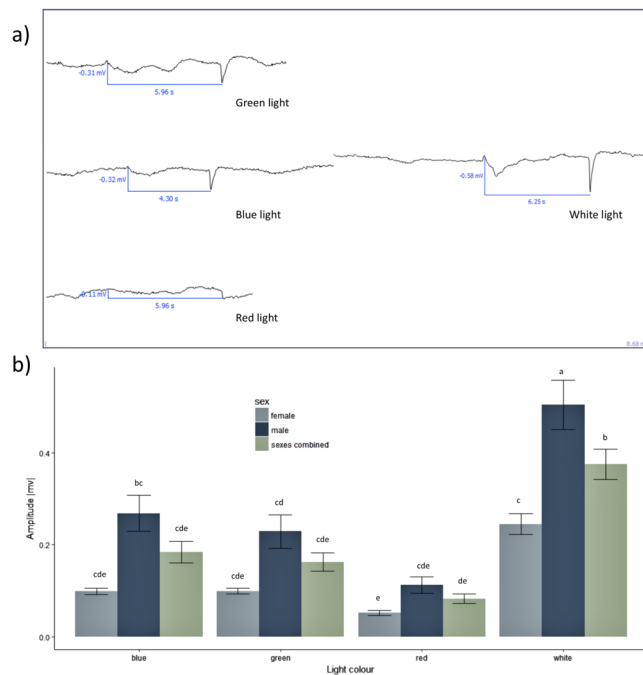 a)
-0.31 mV
5.96 s
Green light
-0.32 mV
4.30 s
Blue light
-0.58 mV
6.25 s
White light
-0.11 mV
5.96 s
Red light
b)
sex
female
male
sexes combined
Amplitude |mv|
0.4
0.2
0.0
cde
bc
cde
cde
cd
cde
e
cde
de
c
a
b
blue
green
red
white
Light colour